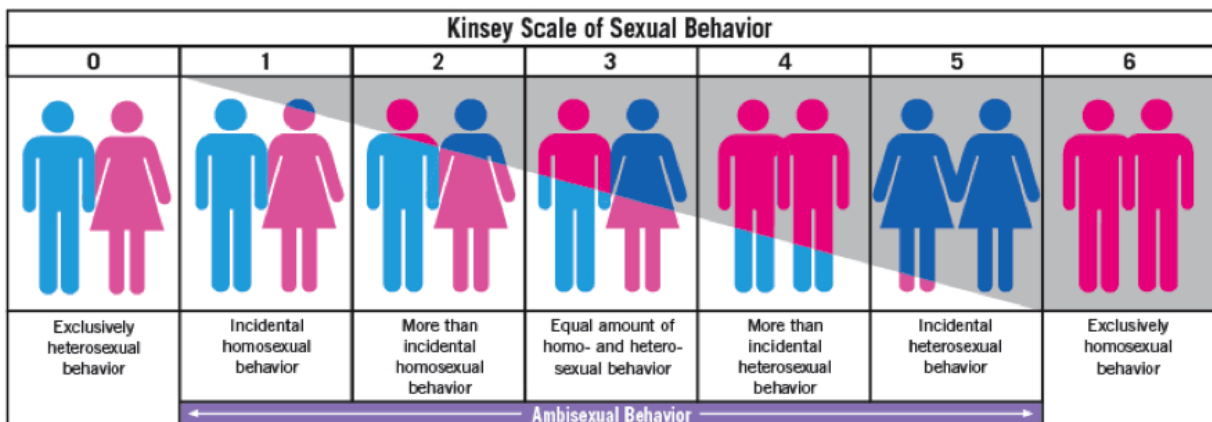 Kinsey Scale of Sexual Behavior
0 1 2 3 4 5 6
Exclusively
heterosexual
behavior
Incidental
homosexual
behavior
More than
incidental
homosexual
behavior
Equal amount of
homo- and hetero-
sexual behavior
More than
incidental
heterosexual
behavior
Incidental
heterosexual
behavior
Exclusively
homosexual
behavior
Ambisexual Behavior